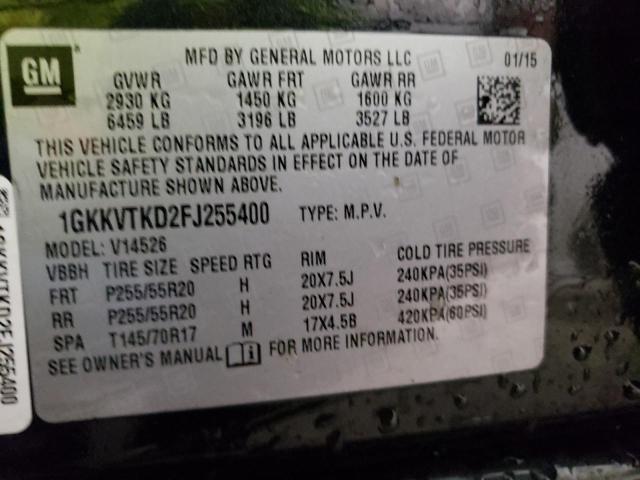 GM
MFD BY GENERAL MOTORS LLC 01/15
GVWR GAWR FRT GAWR RR
2930 KG 1450 KG 1600 KG
6459 LB 3196 LB 3527 LB
THIS VEHICLE CONFORMS TO ALL APPLICABLE U.S. FEDERAL MOTOR
VEHICLE SAFETY STANDARDS IN EFFECT ON THE DATE OF
MANUFACTURE SHOWN ABOVE.
1GKKVTKD2FJ255400 TYPE: M.P.V.
MODEL: V14526
VBBH TIRE SIZE SPEED RTG RIM COLD TIRE PRESSURE
FRT P255/55R20 H 20X7.5J 240KPA(35PSI)
RR P255/55R20 H 20X7.5J 240KPA(35PSI)
SPA T145/70R17 M 17X4.5B 420KPA(60PSI)
SEE OWNER'S MANUAL FOR MORE INFORMATION.
1GKKVTKD2FJ255400